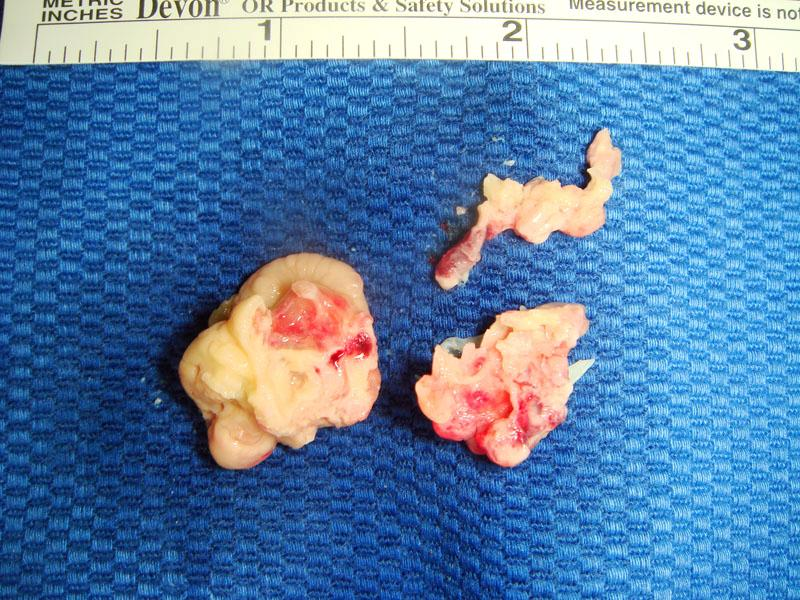 METRIC
INCHES Devon® OR Products & Safety Solutions Measurement device is not
1 2 3